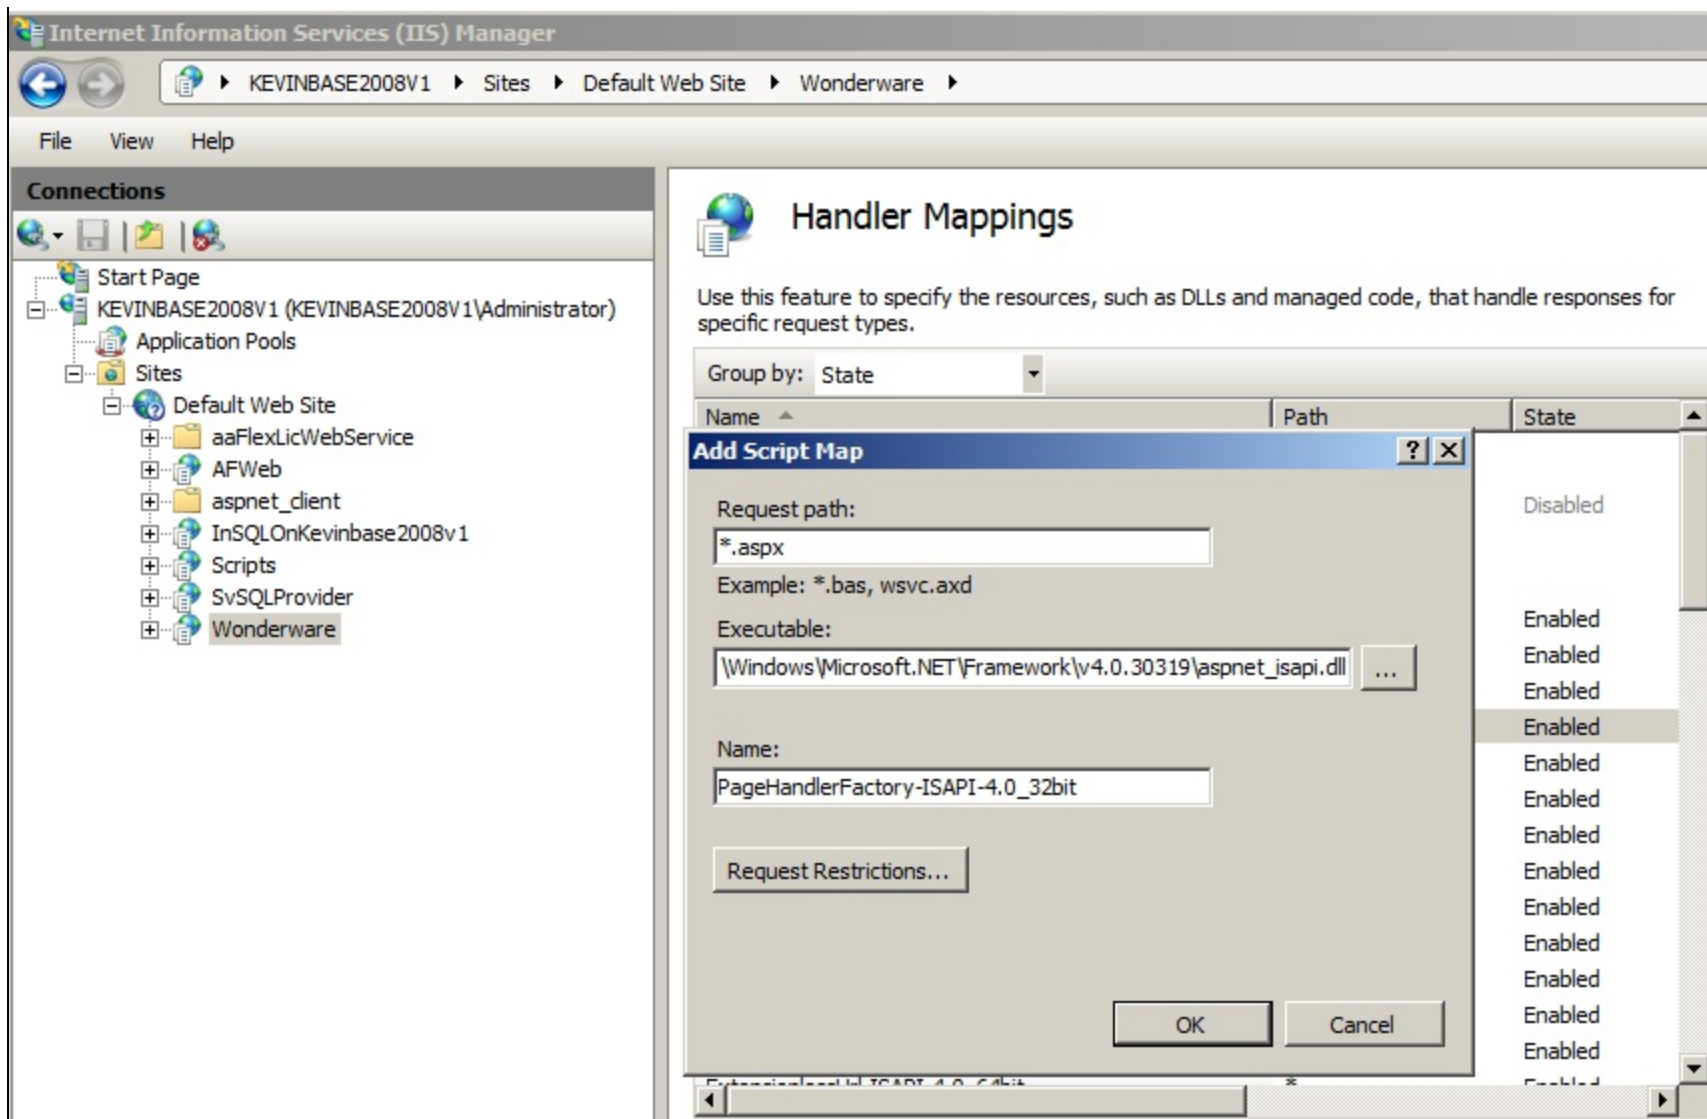 Internet Information Services (IIS) Manager
KEVINBASE2008V1 Sites Default Web Site Wonderware
File View Help
Connections
Start Page
KEVINBASE2008V1 (KEVINBASE2008V1\Administrator)
Application Pools
Sites
Default Web Site
aaFlexLicWebService
AFWeb
aspnet_client
InSQLOnKevinbase2008v1
Scripts
SvSQLProvider
Wonderware
Handler Mappings
Use this feature to specify the resources, such as DLLs and managed code, that handle responses for
specific request types.
Group by: State
Name Path State
Add Script Map
Request path:
*.aspx
Example: *.bas, wsvc.axd
Executable:
\Windows\Microsoft.NET\Framework\v4.0.30319\aspnet_isapi.dll ...
Name:
PageHandlerFactory-ISAPI-4.0_32bit
Request Restrictions...
OK Cancel
Disabled
Enabled
Enabled
Enabled
Enabled
Enabled
Enabled
Enabled
Enabled
Enabled
Enabled
Enabled
Enabled
Enabled
ExtensionlessUrl-ISAPI-4.0_64bit * Enabled